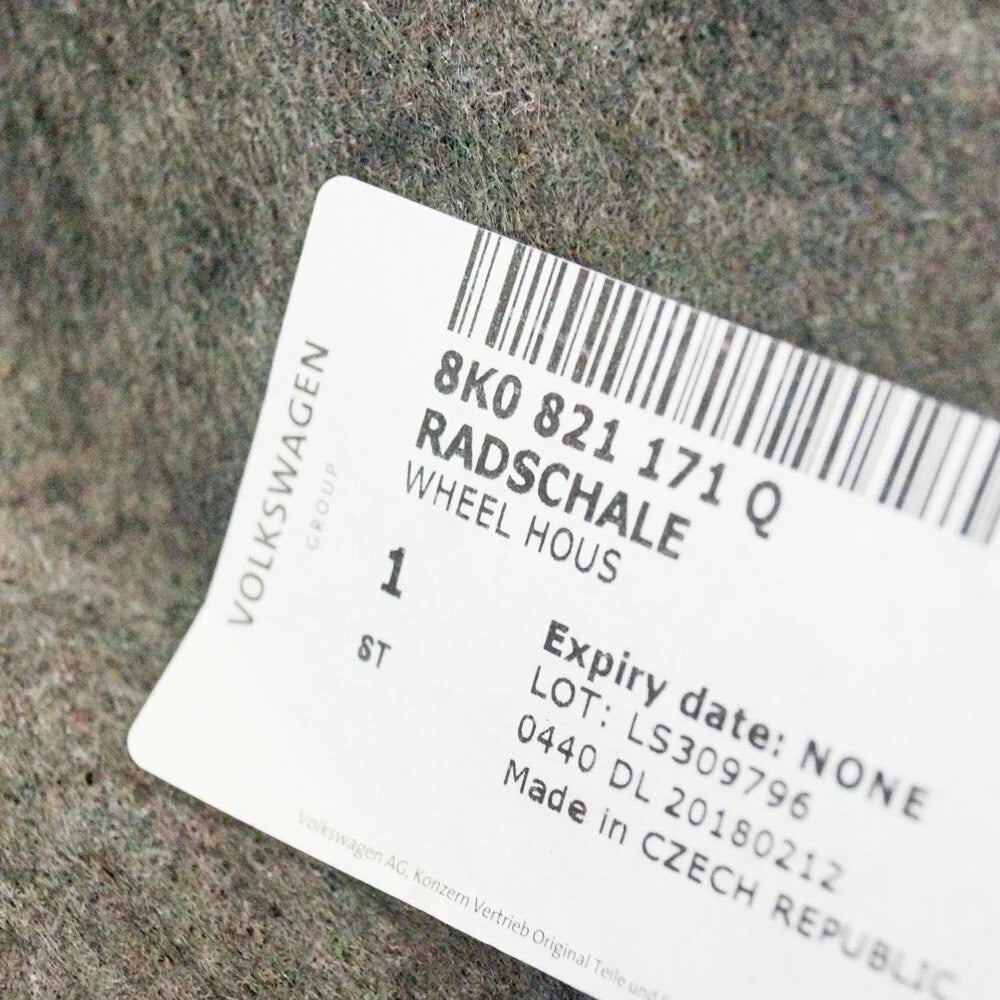 VOLKSWAGEN
GROUP
8K0 821 171 Q
RADSCHALE
WHEEL HOUS
1
ST
Expiry date: NONE
LOT: LS309796
0440 DL 20180212
Made in CZECH REPUBLIC
Volkswagen AG, Konzern Vertrieb Original Teile und